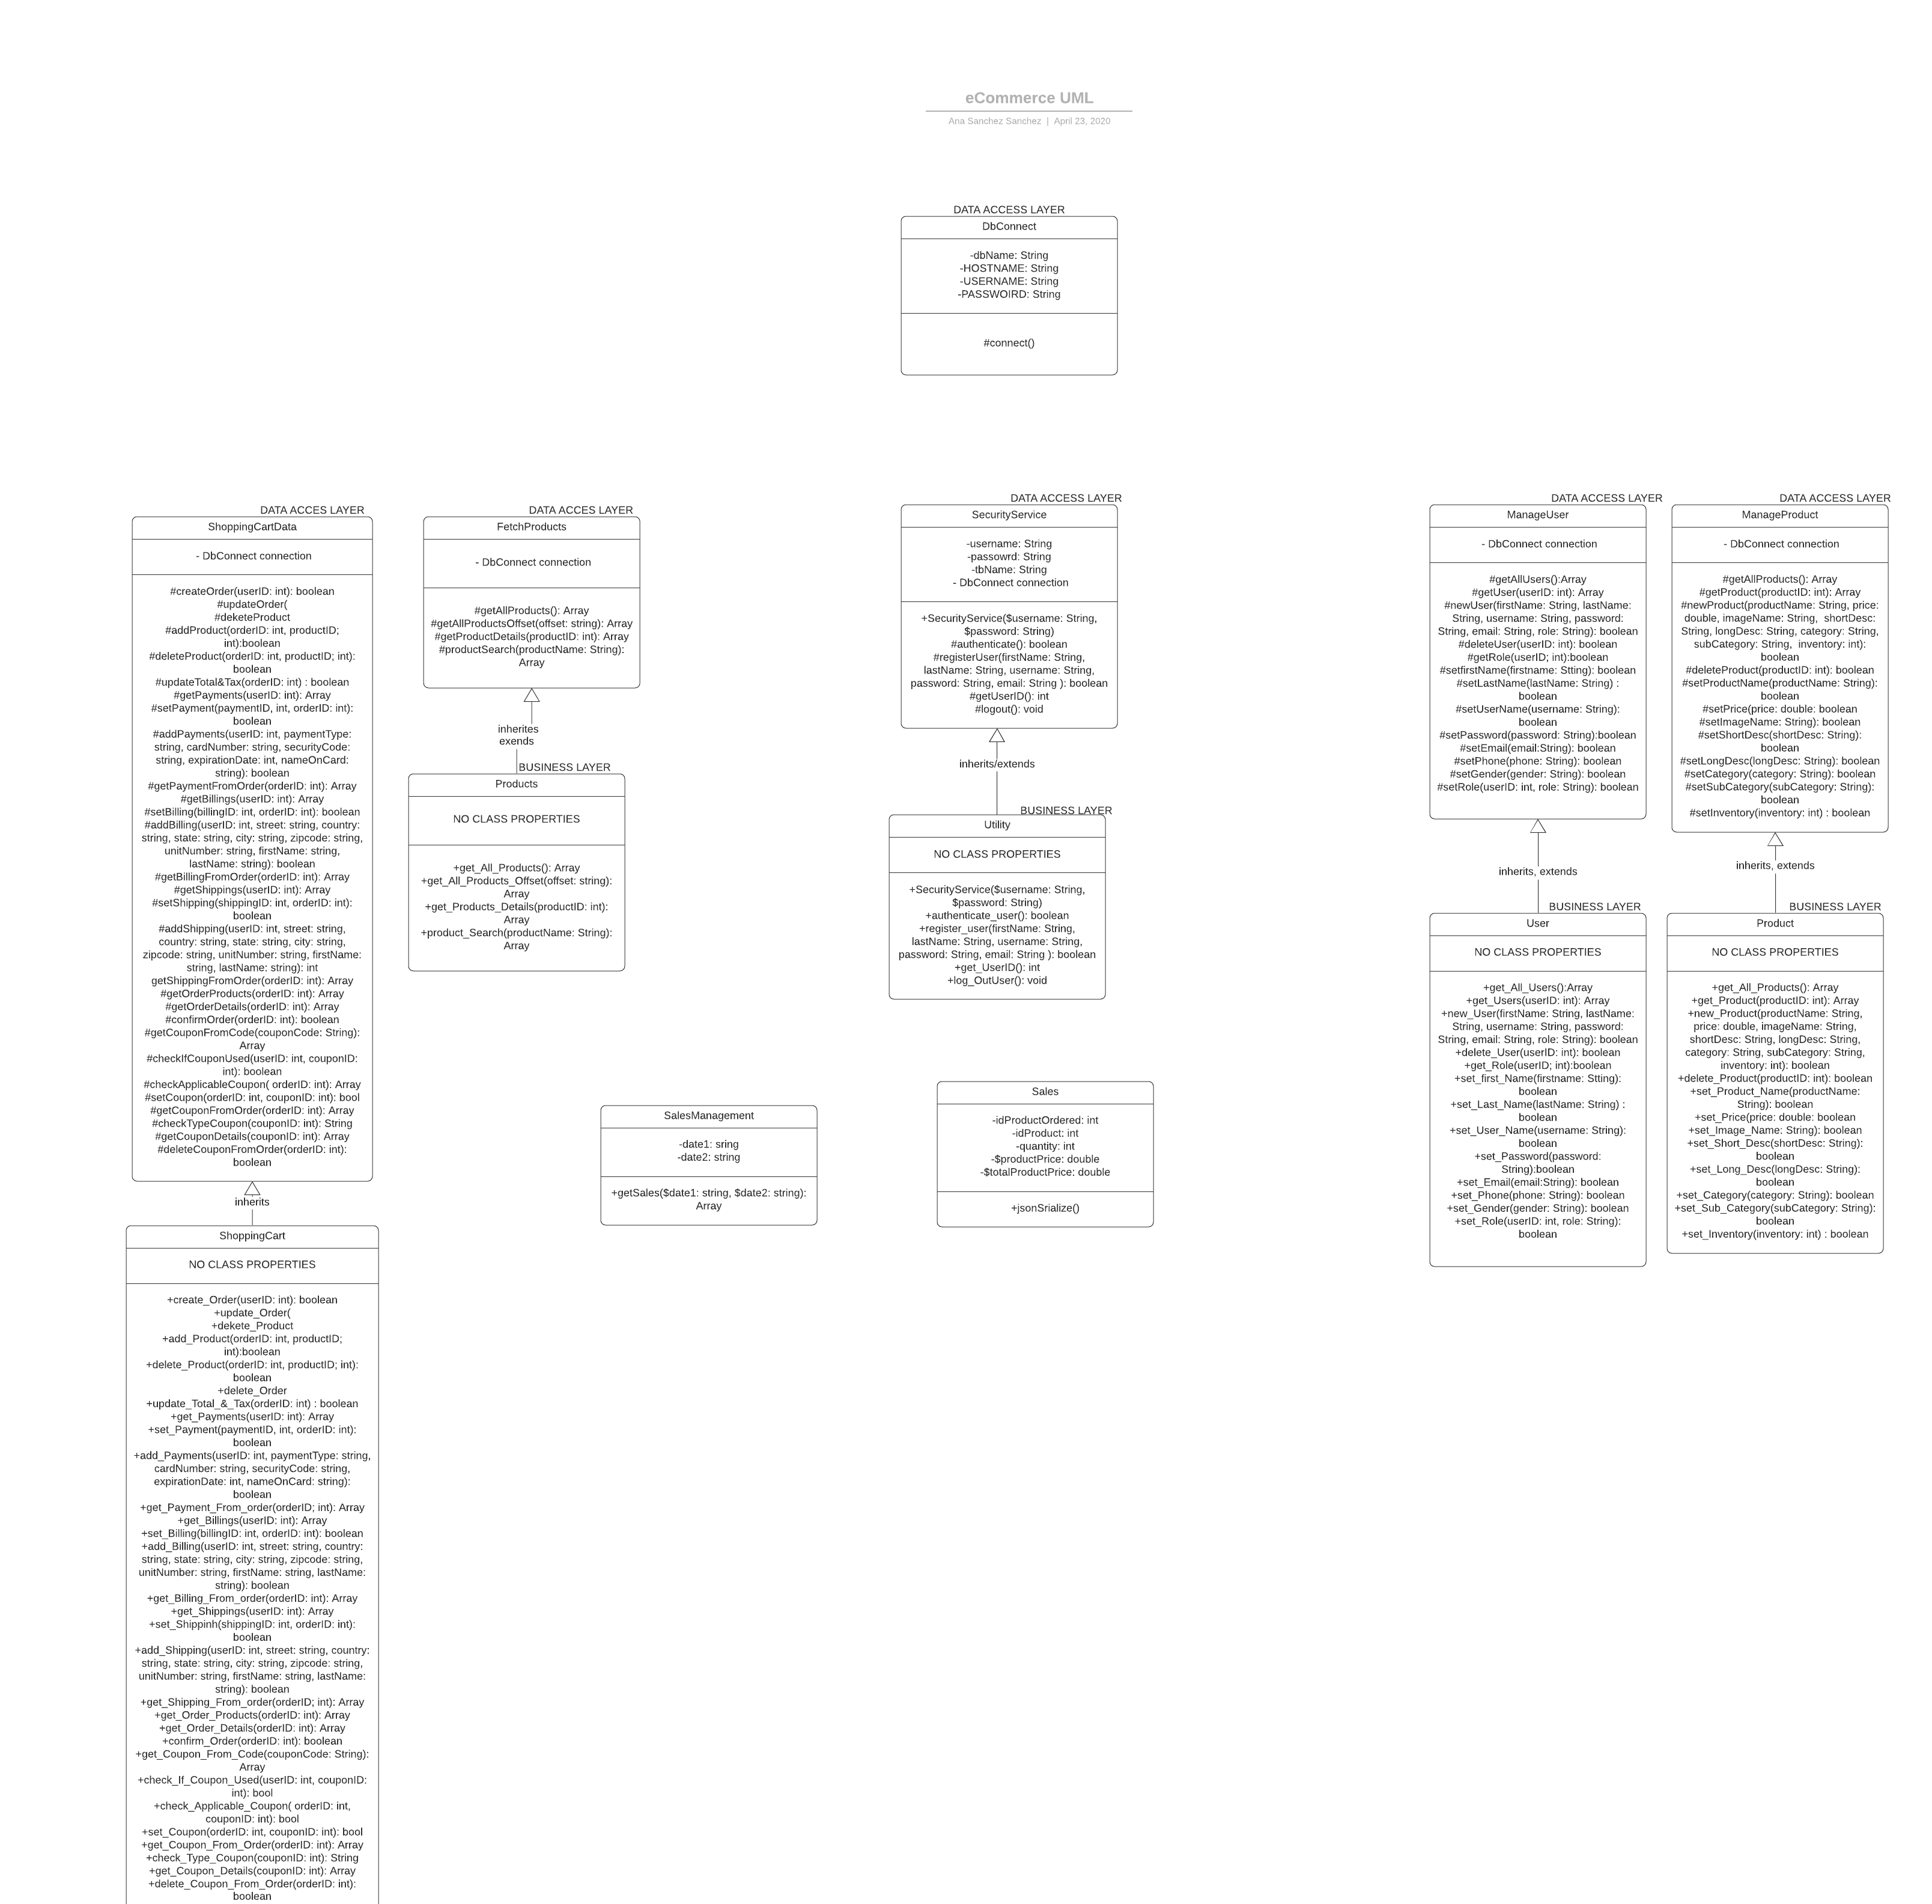 eCommerce UML
Ana Sanchez Sanchez | April 23, 2020
DATA ACCESS LAYER
DbConnect
-dbName: String
-HOSTNAME: String
-USERNAME: String
-PASSWOIRD: String
#connect()
DATA ACCES LAYER
ShoppingCartData
- DbConnect connection
#createOrder(userID: int): boolean
#updateOrder(
#deketeProduct
#addProduct(orderID: int, productID;
int):boolean
#deleteProduct(orderID: int, productID; int):
boolean
#updateTotal&Tax(orderID: int) : boolean
#getPayments(userID: int): Array
#setPayment(paymentID, int, orderID: int):
boolean
#addPayments(userID: int, paymentType:
string, cardNumber: string, securityCode:
string, expirationDate: int, nameOnCard:
string): boolean
#getPaymentFromOrder(orderID: int): Array
#getBillings(userID: int): Array
#setBilling(billingID: int, orderID: int): boolean
#addBilling(userID: int, street: string, country:
string, state: string, city: string, zipcode: string,
unitNumber: string, firstName: string,
lastName: string): boolean
#getBillingFromOrder(orderID: int): Array
#getShippings(userID: int): Array
#setShipping(shippingID: int, orderID: int):
boolean
#addShipping(userID: int, street: string,
country: string, state: string, city: string,
zipcode: string, unitNumber: string, firstName:
string, lastName: string): int
getShippingFromOrder(orderID: int): Array
#getOrderProducts(orderID: int): Array
#getOrderDetails(orderID: int): Array
#confirmOrder(orderID: int): boolean
#getCouponFromCode(couponCode: String):
Array
#checkIfCouponUsed(userID: int, couponID:
int): boolean
#checkApplicableCoupon( orderID: int): Array
#setCoupon(orderID: int, couponID: int): bool
#getCouponFromOrder(orderID: int): Array
#checkTypeCoupon(couponID: int): String
#getCouponDetails(couponID: int): Array
#deleteCouponFromOrder(orderID: int):
boolean
inherits
ShoppingCart
NO CLASS PROPERTIES
+create_Order(userID: int): boolean
+update_Order(
+dekete_Product
+add_Product(orderID: int, productID;
int):boolean
+delete_Product(orderID: int, productID; int):
boolean
+delete_Order
+update_Total_&_Tax(orderID: int) : boolean
+get_Payments(userID: int): Array
+set_Payment(paymentID, int, orderID: int):
boolean
+add_Payments(userID: int, paymentType: string,
cardNumber: string, securityCode: string,
expirationDate: int, nameOnCard: string):
boolean
+get_Payment_From_order(orderID; int): Array
+get_Billings(userID: int): Array
+set_Billing(billingID: int, orderID: int): boolean
+add_Billing(userID: int, street: string, country:
string, state: string, city: string, zipcode: string,
unitNumber: string, firstName: string, lastName:
string): boolean
+get_Billing_From_order(orderID: int): Array
+get_Shippings(userID: int): Array
+set_Shippinh(shippingID: int, orderID: int):
boolean
+add_Shipping(userID: int, street: string, country:
string, state: string, city: string, zipcode: string,
unitNumber: string, firstName: string, lastName:
string): boolean
+get_Shipping_From_order(orderID; int): Array
+get_Order_Products(orderID: int): Array
+get_Order_Details(orderID: int): Array
+confirm_Order(orderID: int): boolean
+get_Coupon_From_Code(couponCode: String):
Array
+check_If_Coupon_Used(userID: int, couponID:
int): bool
+check_Applicable_Coupon( orderID: int,
couponID: int): bool
+set_Coupon(orderID: int, couponID: int): bool
+get_Coupon_From_Order(orderID: int): Array
+check_Type_Coupon(couponID: int): String
+get_Coupon_Details(couponID: int): Array
+delete_Coupon_From_Order(orderID: int):
boolean
DATA ACCES LAYER
FetchProducts
- DbConnect connection
#getAllProducts(): Array
#getAllProductsOffset(offset: string): Array
#getProductDetails(productID: int): Array
#productSearch(productName: String):
Array
inherites
exends
BUSINESS LAYER
Products
NO CLASS PROPERTIES
+get_All_Products(): Array
+get_All_Products_Offset(offset: string):
Array
+get_Products_Details(productID: int):
Array
+product_Search(productName: String):
Array
SalesManagement
-date1: sring
-date2: string
+getSales($date1: string, $date2: string):
Array
DATA ACCESS LAYER
SecurityService
-username: String
-passowrd: String
-tbName: String
- DbConnect connection
+SecurityService($username: String,
$password: String)
#authenticate(): boolean
#registerUser(firstName: String,
lastName: String, username: String,
password: String, email: String ): boolean
#getUserID(): int
#logout(): void
inherits/extends
BUSINESS LAYER
Utility
NO CLASS PROPERTIES
+SecurityService($username: String,
$password: String)
+authenticate_user(): boolean
+register_user(firstName: String,
lastName: String, username: String,
password: String, email: String ): boolean
+get_UserID(): int
+log_OutUser(): void
Sales
-idProductOrdered: int
-idProduct: int
-quantity: int
-$productPrice: double
-$totalProductPrice: double
+jsonSrialize()
DATA ACCESS LAYER
ManageUser
- DbConnect connection
#getAllUsers():Array
#getUser(userID: int): Array
#newUser(firstName: String, lastName:
String, username: String, password:
String, email: String, role: String): boolean
#deleteUser(userID: int): boolean
#getRole(userID; int):boolean
#setfirstName(firstname: Stting): boolean
#setLastName(lastName: String) :
boolean
#setUserName(username: String):
boolean
#setPassword(password: String):boolean
#setEmail(email:String): boolean
#setPhone(phone: String): boolean
#setGender(gender: String): boolean
#setRole(userID: int, role: String): boolean
inherits, extends
BUSINESS LAYER
User
NO CLASS PROPERTIES
+get_All_Users():Array
+get_Users(userID: int): Array
+new_User(firstName: String, lastName:
String, username: String, password:
String, email: String, role: String): boolean
+delete_User(userID: int): boolean
+get_Role(userID; int):boolean
+set_first_Name(firstname: Stting):
boolean
+set_Last_Name(lastName: String) :
boolean
+set_User_Name(username: String):
boolean
+set_Password(password:
String):boolean
+set_Email(email:String): boolean
+set_Phone(phone: String): boolean
+set_Gender(gender: String): boolean
+set_Role(userID: int, role: String):
boolean
DATA ACCESS LAYER
ManageProduct
- DbConnect connection
#getAllProducts(): Array
#getProduct(productID: int): Array
#newProduct(productName: String, price:
double, imageName: String, shortDesc:
String, longDesc: String, category: String,
subCategory: String, inventory: int):
boolean
#deleteProduct(productID: int): boolean
#setProductName(productName: String):
boolean
#setPrice(price: double: boolean
#setImageName: String): boolean
#setShortDesc(shortDesc: String):
boolean
#setLongDesc(longDesc: String): boolean
#setCategory(category: String): boolean
#setSubCategory(subCategory: String):
boolean
#setInventory(inventory: int) : boolean
inherits, extends
BUSINESS LAYER
Product
NO CLASS PROPERTIES
+get_All_Products(): Array
+get_Product(productID: int): Array
+new_Product(productName: String,
price: double, imageName: String,
shortDesc: String, longDesc: String,
category: String, subCategory: String,
inventory: int): boolean
+delete_Product(productID: int): boolean
+set_Product_Name(productName:
String): boolean
+set_Price(price: double: boolean
+set_Image_Name: String): boolean
+set_Short_Desc(shortDesc: String):
boolean
+set_Long_Desc(longDesc: String):
boolean
+set_Category(category: String): boolean
+set_Sub_Category(subCategory: String):
boolean
+set_Inventory(inventory: int) : boolean